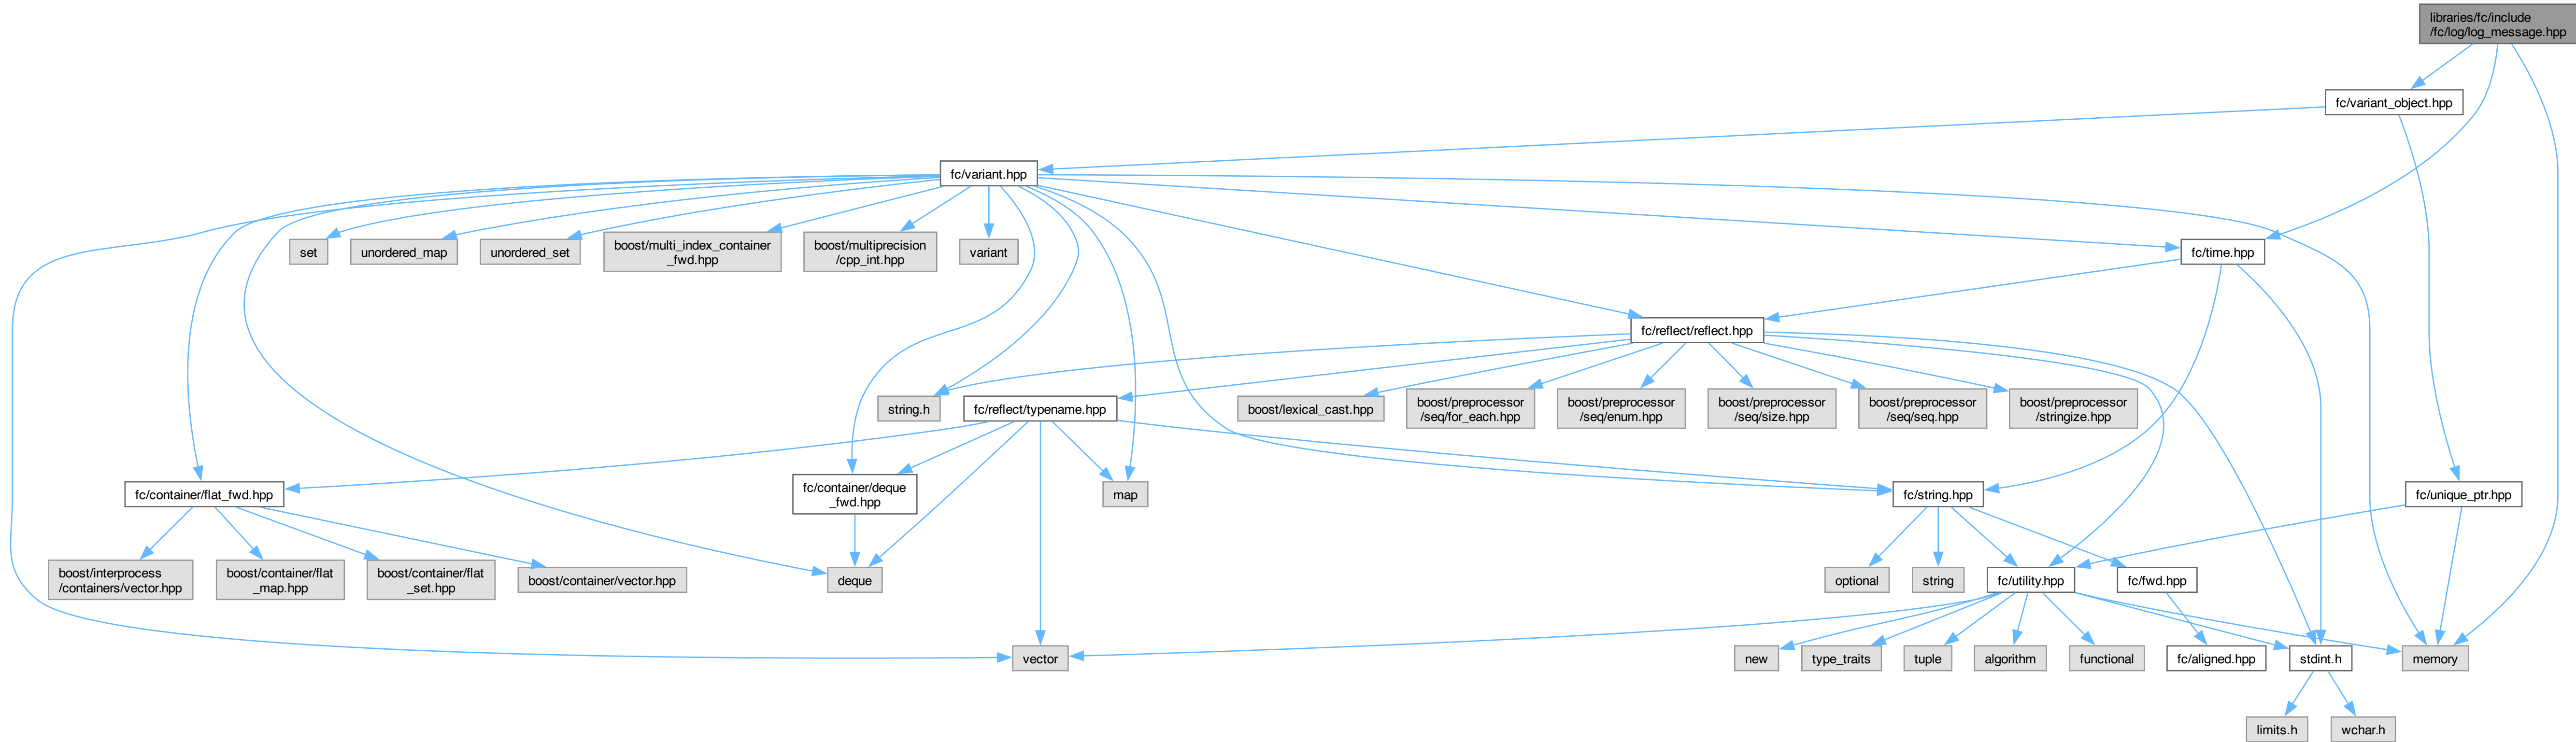 libraries/fc/include
/fc/log/log_message.hpp
fc/variant_object.hpp
fc/variant.hpp
set
unordered_map
unordered_set
boost/multi_index_container
_fwd.hpp
boost/multiprecision
/cpp_int.hpp
variant
fc/time.hpp
fc/reflect/reflect.hpp
string.h
fc/reflect/typename.hpp
boost/lexical_cast.hpp
boost/preprocessor
/seq/for_each.hpp
boost/preprocessor
/seq/enum.hpp
boost/preprocessor
/seq/size.hpp
boost/preprocessor
/seq/seq.hpp
boost/preprocessor
/stringize.hpp
fc/container/flat_fwd.hpp
fc/container/deque
_fwd.hpp
map
fc/string.hpp
fc/unique_ptr.hpp
boost/interprocess
/containers/vector.hpp
boost/container/flat
_map.hpp
boost/container/flat
_set.hpp
boost/container/vector.hpp
deque
optional
string
fc/utility.hpp
fc/fwd.hpp
vector
new
type_traits
tuple
algorithm
functional
fc/aligned.hpp
stdint.h
memory
limits.h
wchar.h